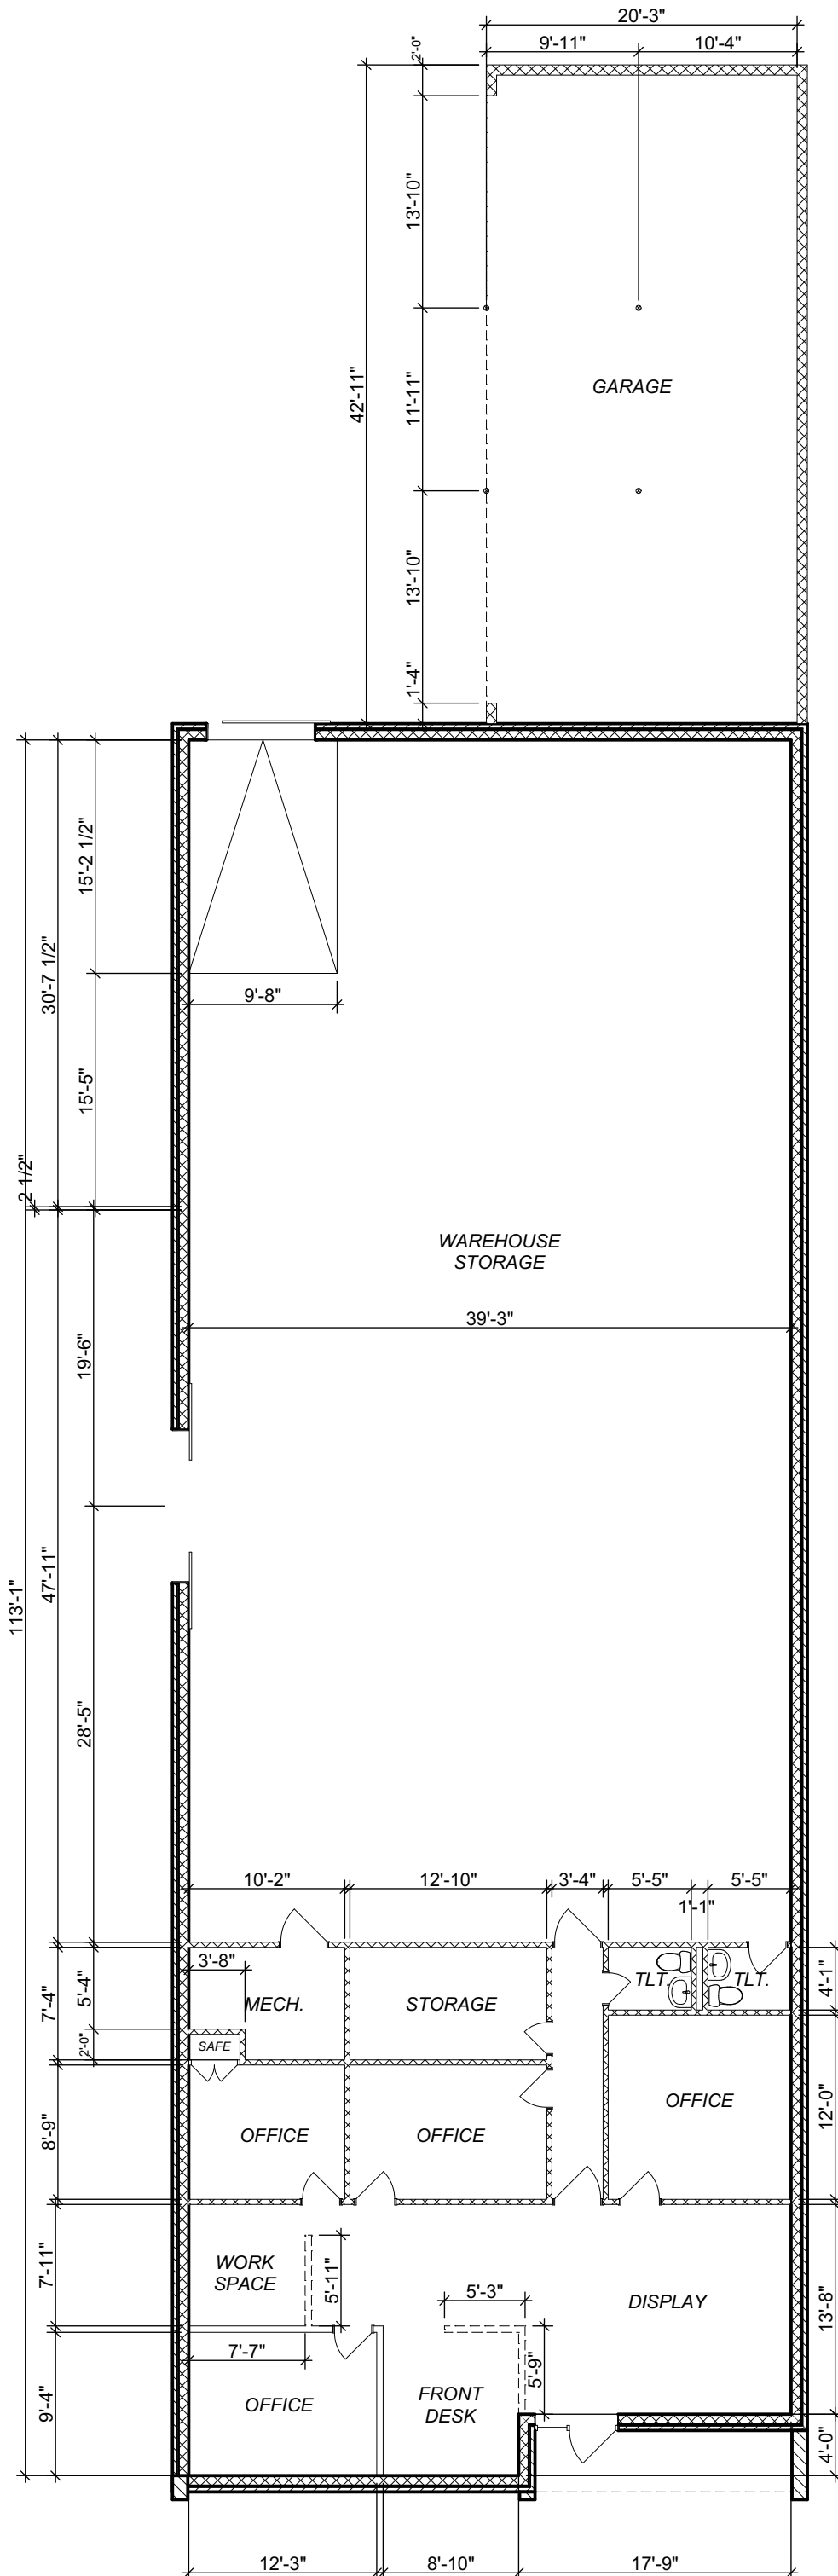 20'-3"
9'-11"
10'-4"
2'-0"
13'-10"
42'-11"
11'-11"
GARAGE
13'-10"
1'-4"
15'-2 1/2"
30'-7 1/2"
9'-8"
15'-5"
2 1/2"
WAREHOUSE
STORAGE
39'-3"
19'-6"
47'-11"
113'-1"
28'-5"
10'-2"
12'-10"
3'-4"
5'-5"
1'-1"
5'-5"
3'-8"
5'-4"
7'-4"
2'-0"
MECH.
STORAGE
TLT.
TLT.
4'-1"
SAFE
OFFICE
OFFICE
OFFICE
12'-0"
8'-9"
7'-11"
WORK
SPACE
5'-11"
5'-3"
DISPLAY
13'-8"
7'-7"
5'-9"
9'-4"
OFFICE
FRONT
DESK
4'-0"
12'-3"
8'-10"
17'-9"